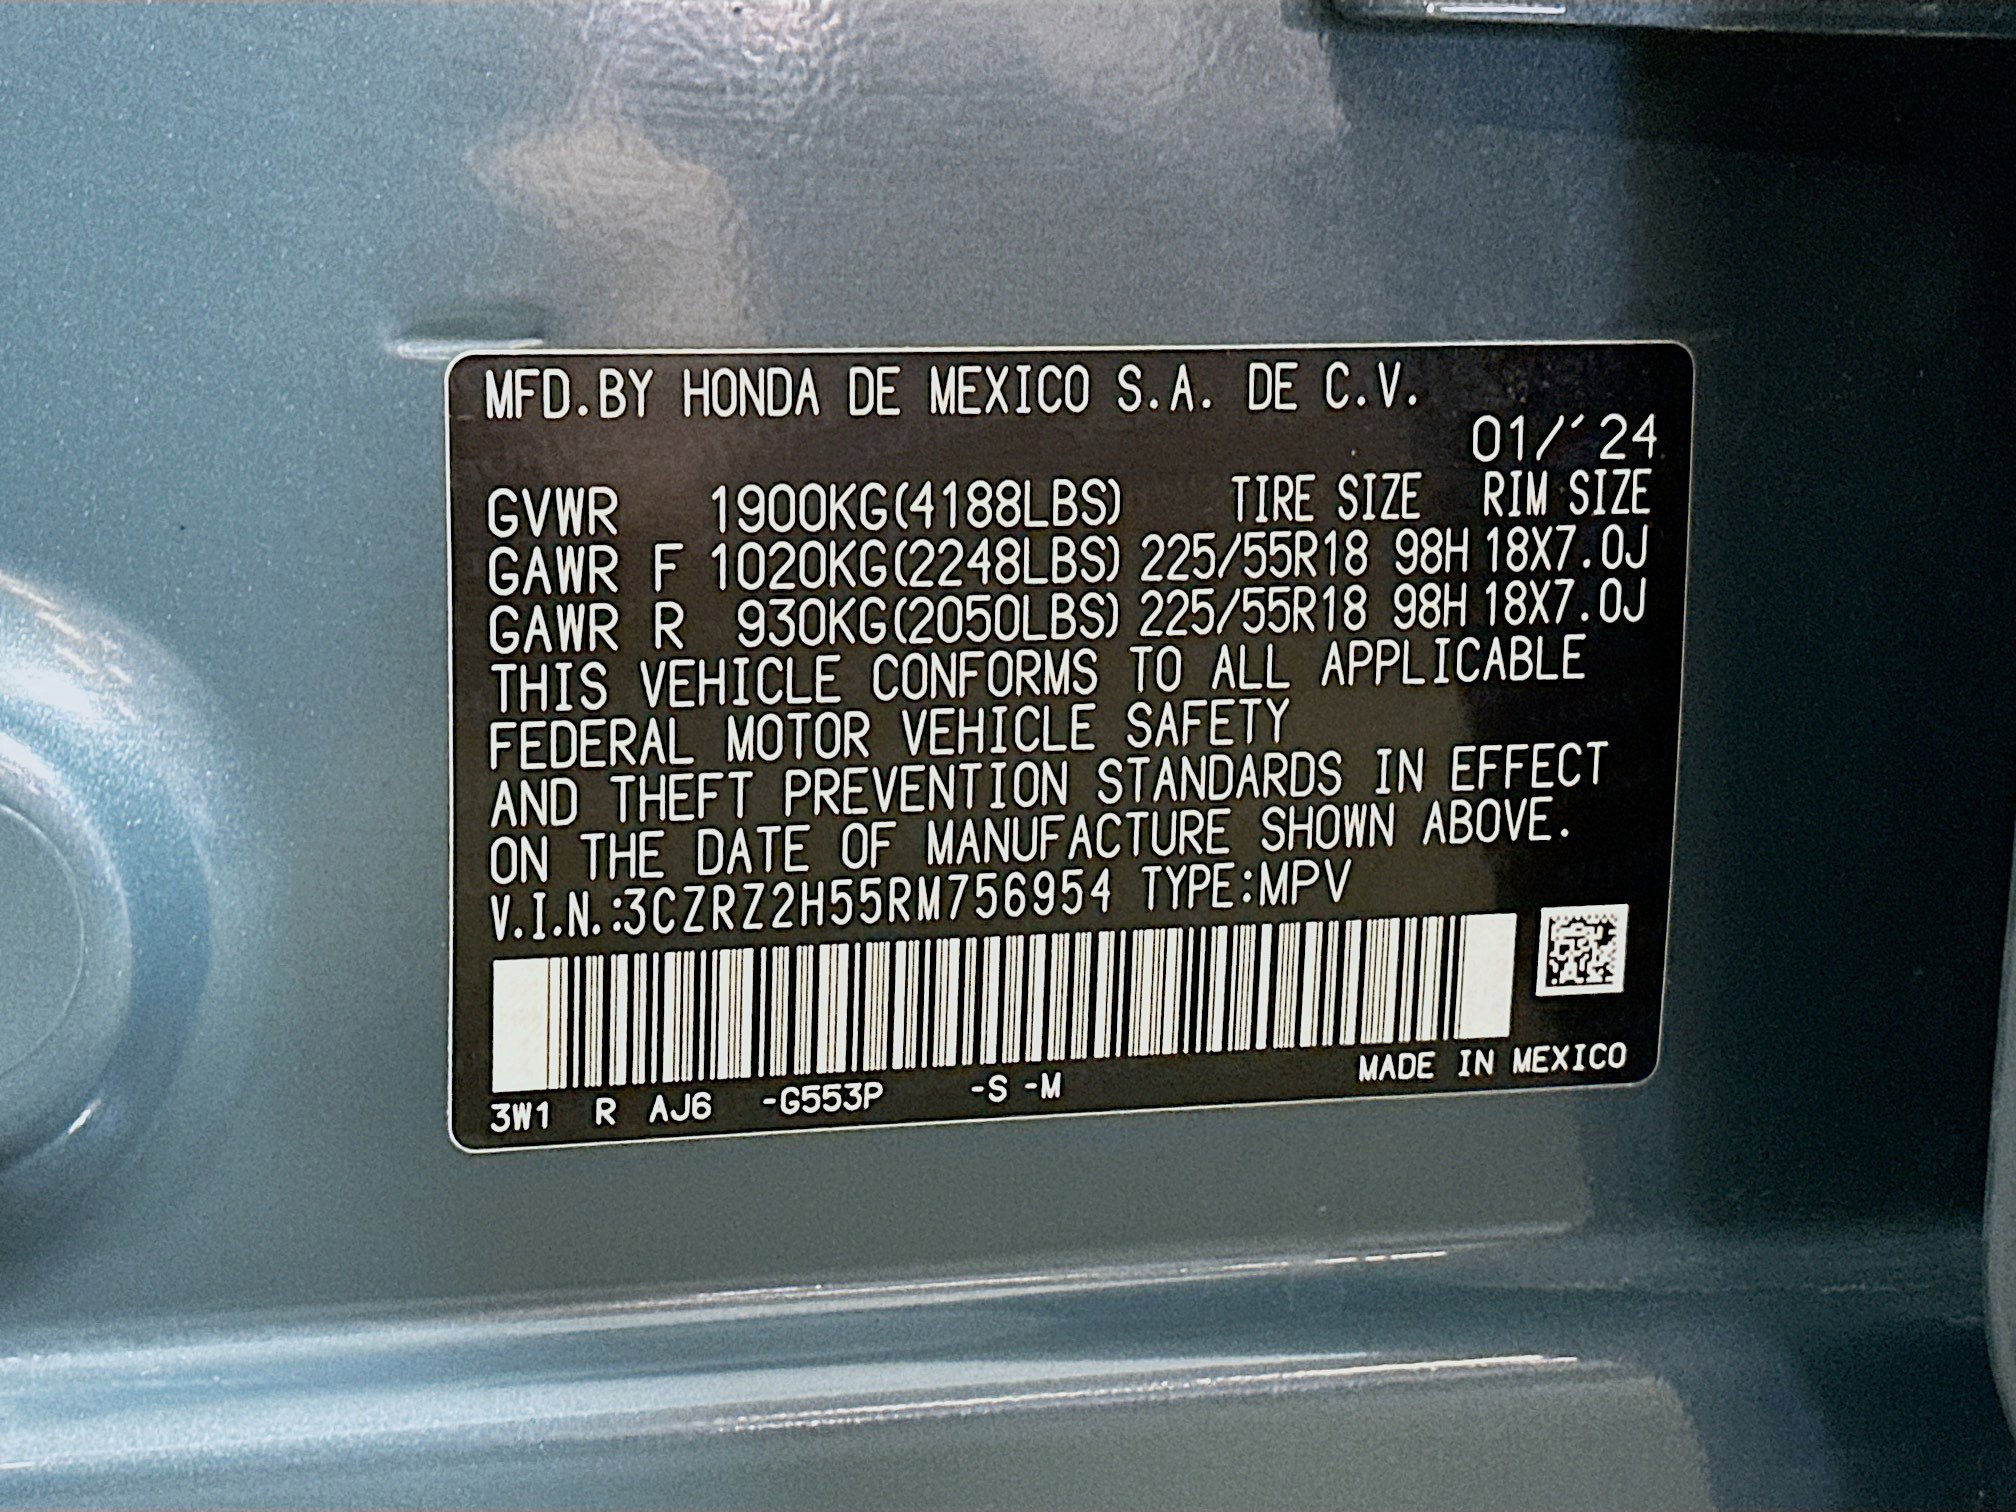 MFD.BY HONDA DE MEXICO S.A. DE C.V.
01/´24
GVWR 1900KG(4188LBS) TIRE SIZE RIM SIZE
GAWR F 1020KG(2248LBS) 225/55R18 98H 18X7.0J
GAWR R 930KG(2050LBS) 225/55R18 98H 18X7.0J
THIS VEHICLE CONFORMS TO ALL APPLICABLE
FEDERAL MOTOR VEHICLE SAFETY
AND THEFT PREVENTION STANDARDS IN EFFECT
ON THE DATE OF MANUFACTURE SHOWN ABOVE.
V.I.N.:3CZRZ2H55RM756954 TYPE:MPV
MADE IN MEXICO
3W1 R AJ6 -G553P -S -M